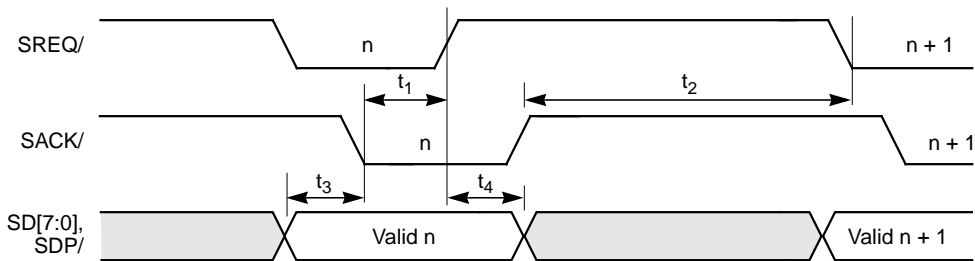 SREQ/
n
n + 1
t1
t2
SACK/
n
n + 1
t3
t4
SD[7:0],
SDP/
Valid n
Valid n + 1